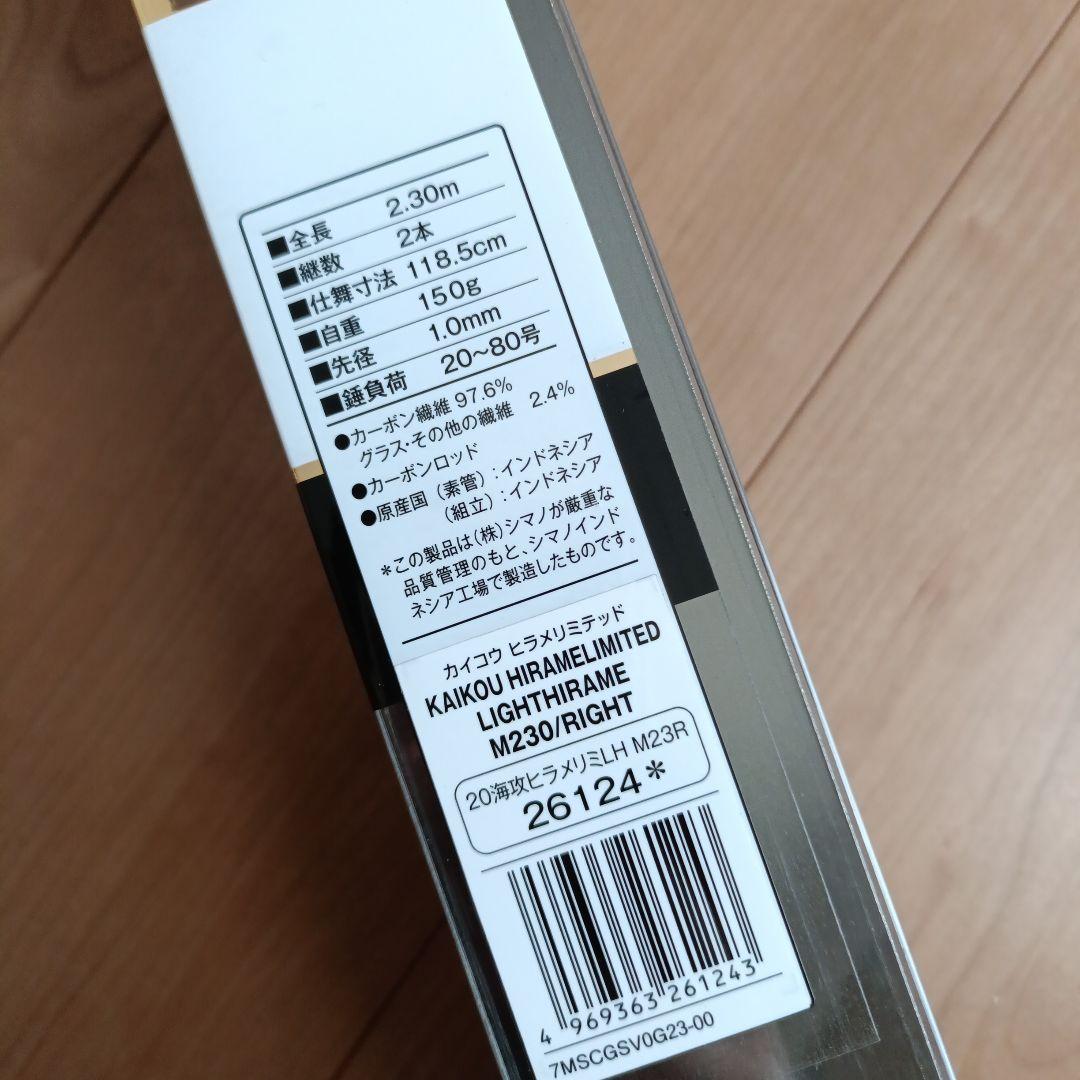 ■全長 2.30m
■継数 2本
■仕舞寸法 118.5cm
■自重 150g
■先径 1.0mm
■錘負荷 20~80号
●カーボン繊維 97.6%
グラス・その他の繊維 2.4%
●カーボンロッド
●原産国(素管):インドネシア
(組立):インドネシア
*この製品は(株)シマノが厳重な
品質管理のもと、シマノインド
ネシア工場で製造したものです。
カイコウ ヒラメリミテッド
KAIKOU HIRAMELIMITED
LIGHTHIRAME
M230/RIGHT
20海攻ヒラメリミLH M23R
26124*
4 969363 261243
7MSCGSV0G23-00